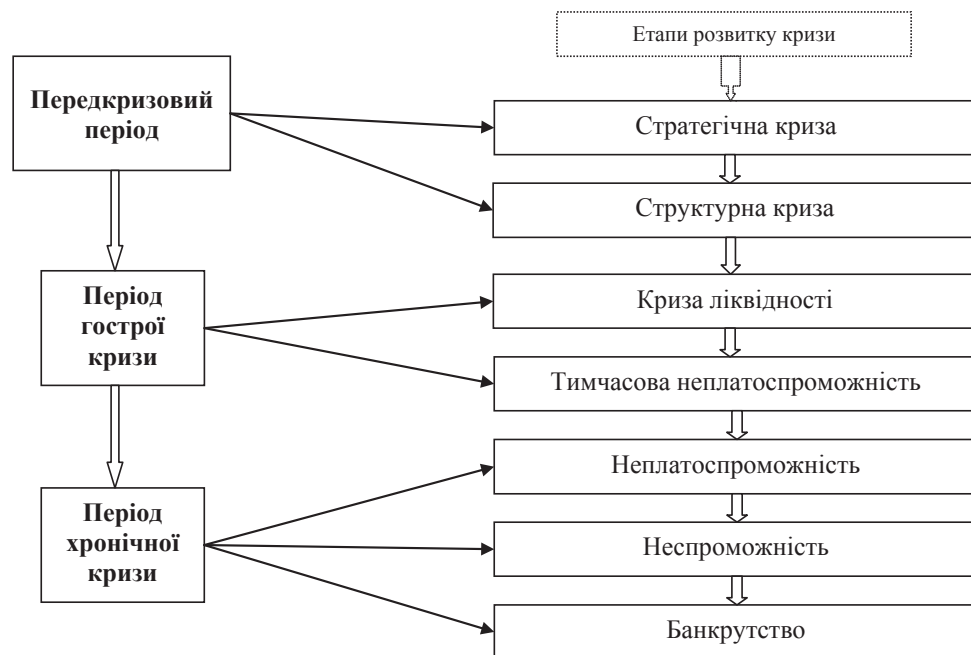 Етапи розвитку кризи
Передкризовий
період
Стратегічна криза
Структурна криза
Період
гострої
кризи
Криза ліквідності
Тимчасова неплатоспроможність
Період
хронічної
кризи
Неплатоспроможність
Неспроможність
Банкрутство